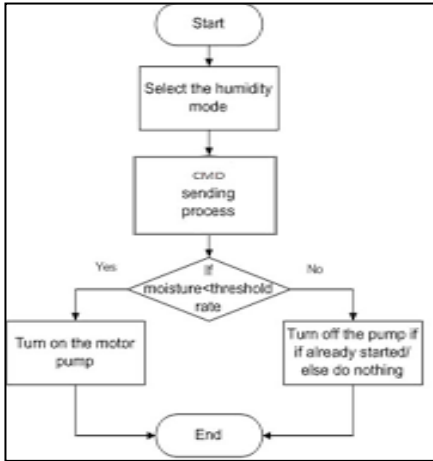 Start
Select the humidity
mode
CMD
sending
process
Yes
If
No
moisture<threshold
rate
Turn on the motor
pump
Turn off the pump if
if already started/
else do nothing
End